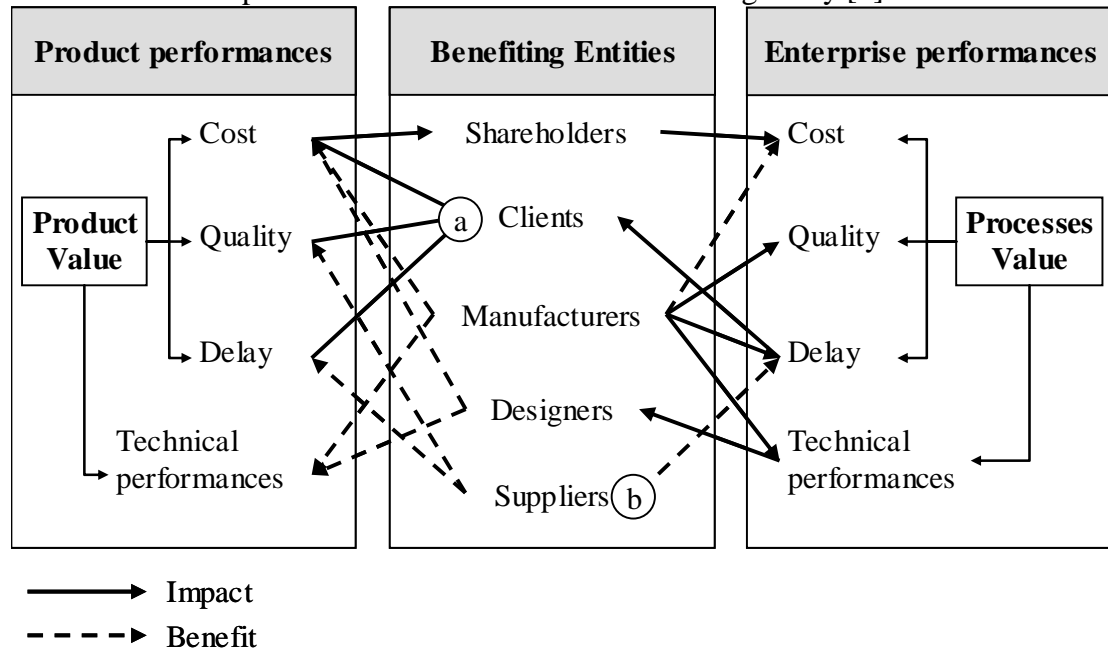 Product performances
Benefiting Entities
Enterprise performances
Cost
Shareholders
Cost
Product
Value
Quality
a
Clients
Quality
Processes
Value
Manufacturers
Delay
Delay
Designers
Technical
performances
Technical
performances
Suppliers
b
Impact
Benefit